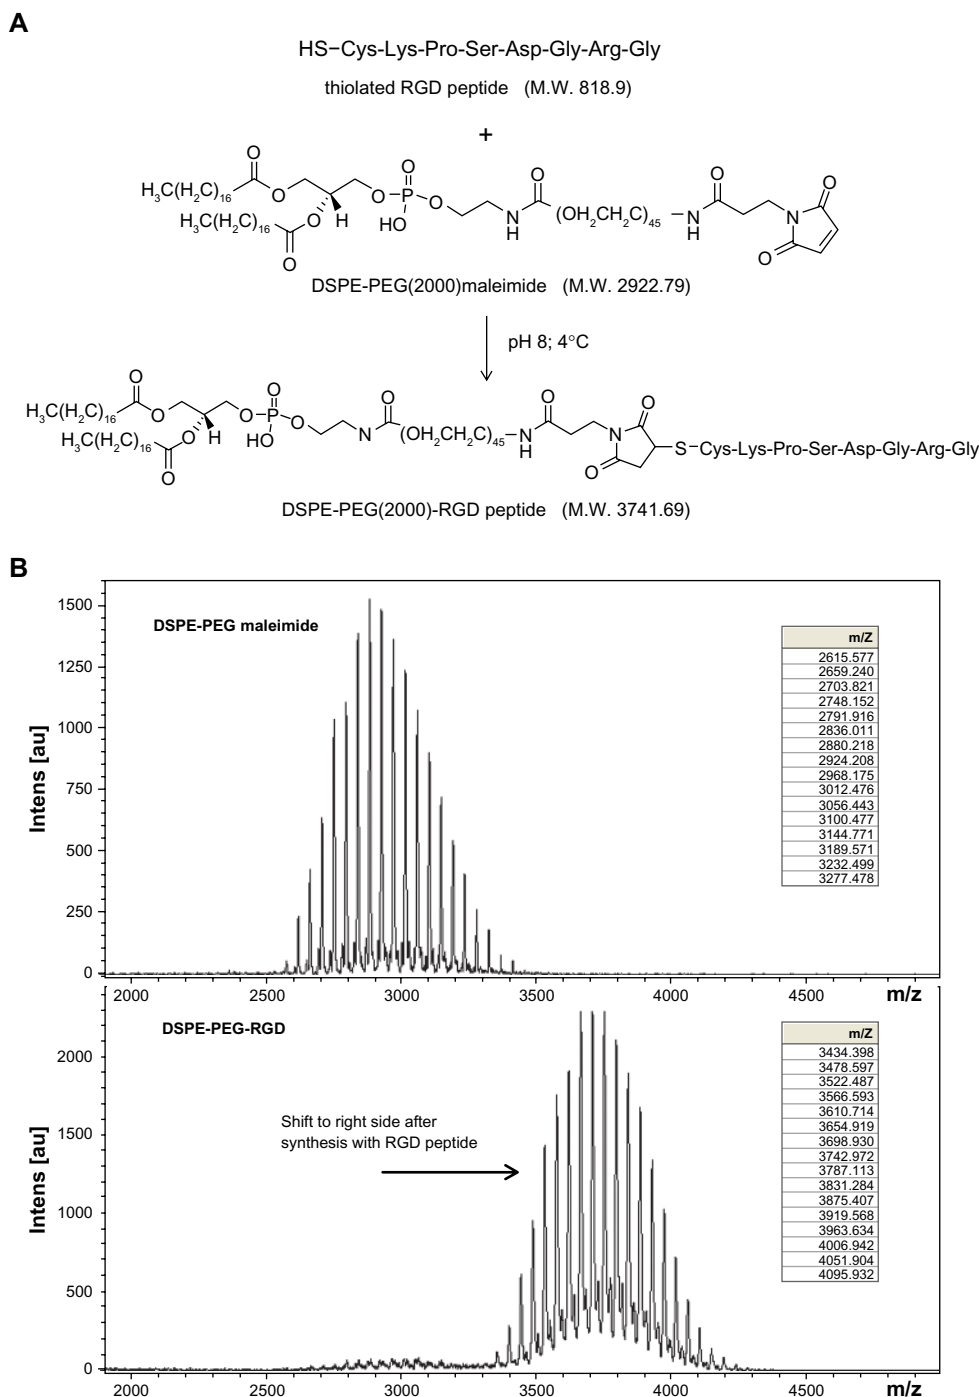 A
HS–Cys-Lys-Pro-Ser-Asp-Gly-Arg-Gly
thiolated RGD peptide (M.W. 818.9)
+
O
O
O
O
H₃C(H₂C)₁₆
O
O
P
O
N
H
(OH₂CH₂C)₄₅
N
H
N
O
H₃C(H₂C)₁₆
O
H
HO
O
O
DSPE-PEG(2000)maleimide (M.W. 2922.79)
pH 8; 4°C
O
O
O
O
O
H₃C(H₂C)₁₆
O
O
P
O
N
H
(OH₂CH₂C)₄₅
N
H
N
S–Cys-Lys-Pro-Ser-Asp-Gly-Arg-Gly
H₃C(H₂C)₁₆
O
H
HO
O
O
DSPE-PEG(2000)-RGD peptide (M.W. 3741.69)
B
DSPE-PEG maleimide
Intens [au]
1500
1250
1000
750
500
250
0
m/Z
2615.577
2659.240
2703.821
2748.152
2791.916
2836.011
2880.218
2924.208
2968.175
3012.476
3056.443
3100.477
3144.771
3189.571
3232.499
3277.478
2000 2500 3000 3500 4000 4500 m/z
DSPE-PEG-RGD
Shift to right side after
synthesis with RGD peptide
Intens [au]
2000
1500
1000
500
0
m/Z
3434.398
3478.597
3522.487
3566.593
3610.714
3654.919
3698.930
3742.972
3787.113
3831.284
3875.407
3919.568
3963.634
4006.942
4051.904
4095.932
2000 2500 3000 3500 4000 4500 m/z